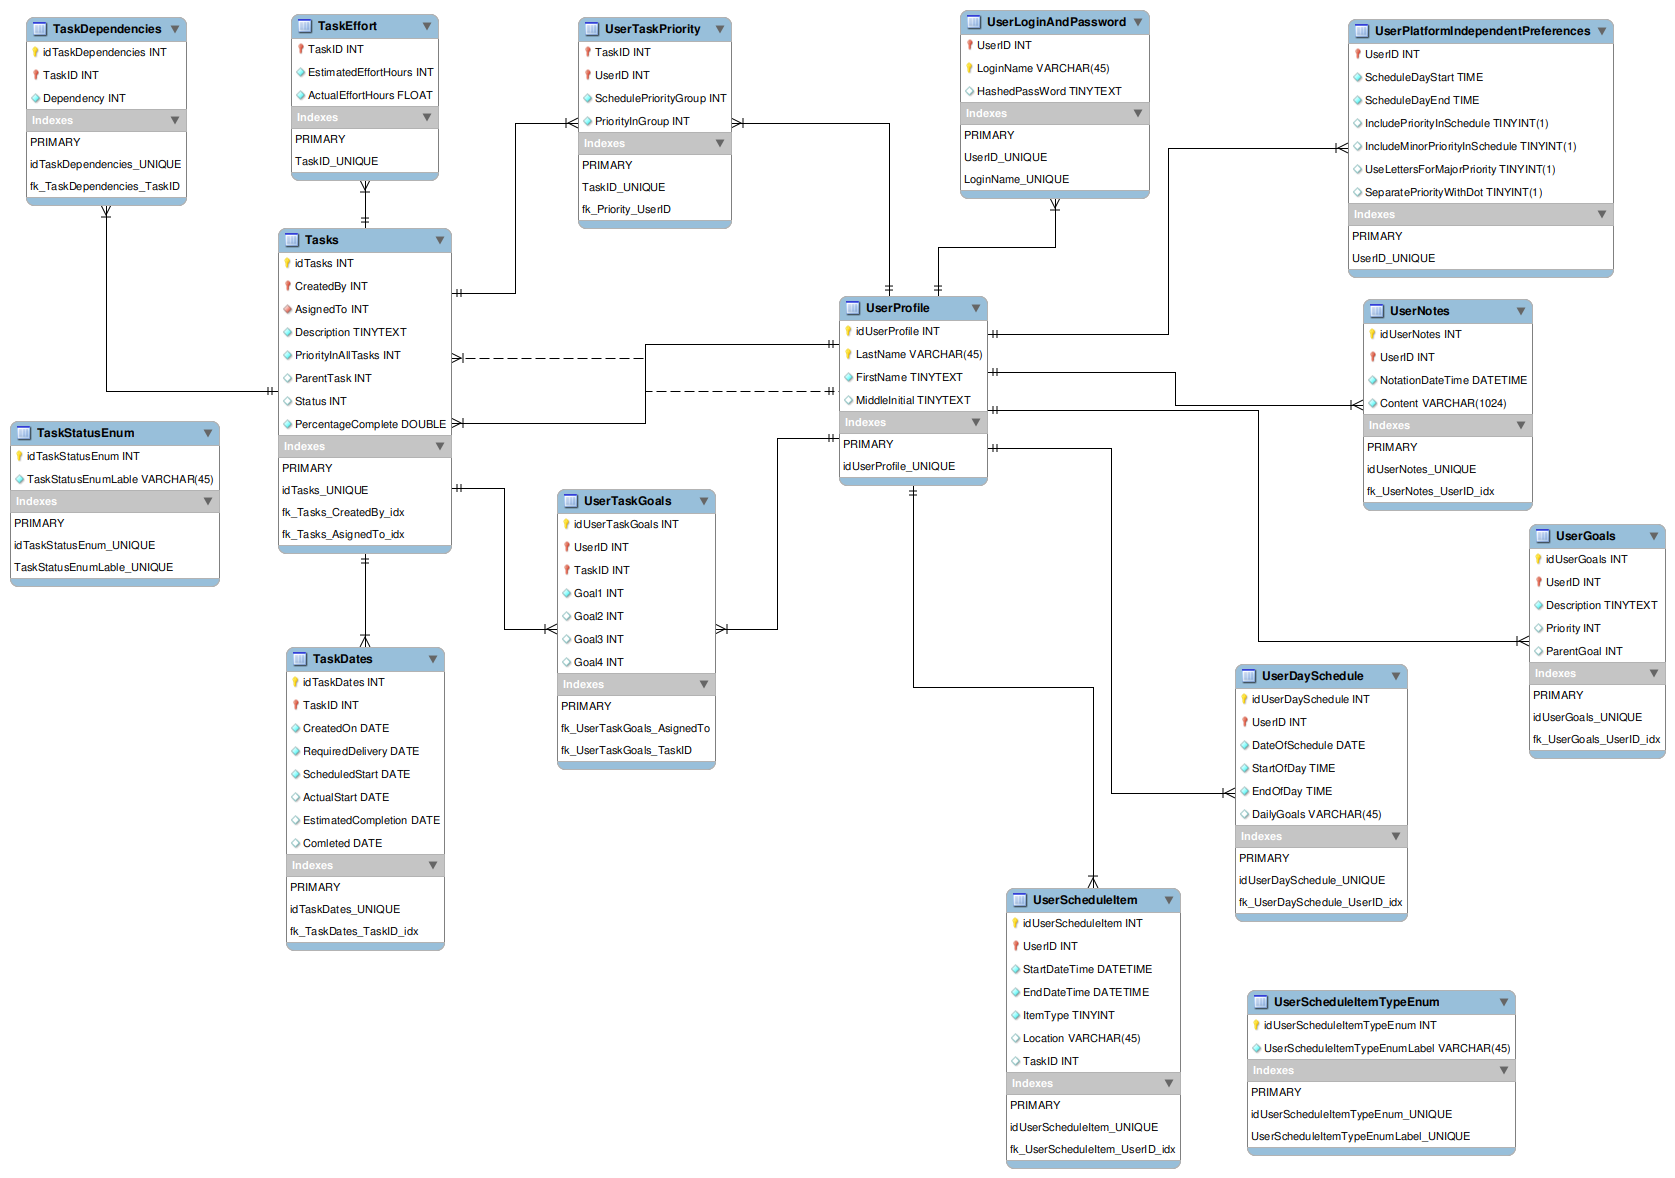 TaskDependencies
idTaskDependencies INT
TaskID INT
Dependency INT
Indexes
PRIMARY
idTaskDependencies_UNIQUE
fk_TaskDependencies_TaskID
TaskEffort
TaskID INT
EstimatedEffortHours INT
ActualEffortHours FLOAT
Indexes
PRIMARY
TaskID_UNIQUE
UserTaskPriority
TaskID INT
UserID INT
SchedulePriorityGroup INT
PriorityInGroup INT
Indexes
PRIMARY
TaskID_UNIQUE
fk_Priority_UserID
UserLoginAndPassword
UserID INT
LoginName VARCHAR(45)
HashedPassWord TINYTEXT
Indexes
PRIMARY
UserID_UNIQUE
LoginName_UNIQUE
UserPlatformIndependentPreferences
UserID INT
ScheduleDayStart TIME
ScheduleDayEnd TIME
IncludePriorityInSchedule TINYINT(1)
IncludeMinorPriorityInSchedule TINYINT(1)
UseLettersForMajorPriority TINYINT(1)
SeparatePriorityWithDot TINYINT(1)
Indexes
PRIMARY
UserID_UNIQUE
Tasks
idTasks INT
CreatedBy INT
AsignedTo INT
Description TINYTEXT
PriorityInAllTasks INT
ParentTask INT
Status INT
PercentageComplete DOUBLE
Indexes
PRIMARY
idTasks_UNIQUE
fk_Tasks_CreatedBy_idx
fk_Tasks_AsignedTo_idx
UserProfile
idUserProfile INT
LastName VARCHAR(45)
FirstName TINYTEXT
MiddleInitial TINYTEXT
Indexes
PRIMARY
idUserProfile_UNIQUE
UserNotes
idUserNotes INT
UserID INT
NotationDateTime DATETIME
Content VARCHAR(1024)
Indexes
PRIMARY
idUserNotes_UNIQUE
fk_UserNotes_UserID_idx
TaskStatusEnum
idTaskStatusEnum INT
TaskStatusEnumLable VARCHAR(45)
Indexes
PRIMARY
idTaskStatusEnum_UNIQUE
TaskStatusEnumLable_UNIQUE
UserTaskGoals
idUserTaskGoals INT
UserID INT
TaskID INT
Goal1 INT
Goal2 INT
Goal3 INT
Goal4 INT
Indexes
PRIMARY
fk_UserTaskGoals_AsignedTo
fk_UserTaskGoals_TaskID
UserGoals
idUserGoals INT
UserID INT
Description TINYTEXT
Priority INT
ParentGoal INT
Indexes
PRIMARY
idUserGoals_UNIQUE
fk_UserGoals_UserID_idx
TaskDates
idTaskDates INT
TaskID INT
CreatedOn DATE
RequiredDelivery DATE
ScheduledStart DATE
ActualStart DATE
EstimatedCompletion DATE
Comleted DATE
Indexes
PRIMARY
idTaskDates_UNIQUE
fk_TaskDates_TaskID_idx
UserDaySchedule
idUserDaySchedule INT
UserID INT
DateOfSchedule DATE
StartOfDay TIME
EndOfDay TIME
DailyGoals VARCHAR(45)
Indexes
PRIMARY
idUserDaySchedule_UNIQUE
fk_UserDaySchedule_UserID_idx
UserScheduleItem
idUserScheduleItem INT
UserID INT
StartDateTime DATETIME
EndDateTime DATETIME
ItemType TINYINT
Location VARCHAR(45)
TaskID INT
Indexes
PRIMARY
idUserScheduleItem_UNIQUE
fk_UserScheduleItem_UserID_idx
UserScheduleItemTypeEnum
idUserScheduleItemTypeEnum INT
UserScheduleItemTypeEnumLabel VARCHAR(45)
Indexes
PRIMARY
idUserScheduleItemTypeEnum_UNIQUE
UserScheduleItemTypeEnumLabel_UNIQUE